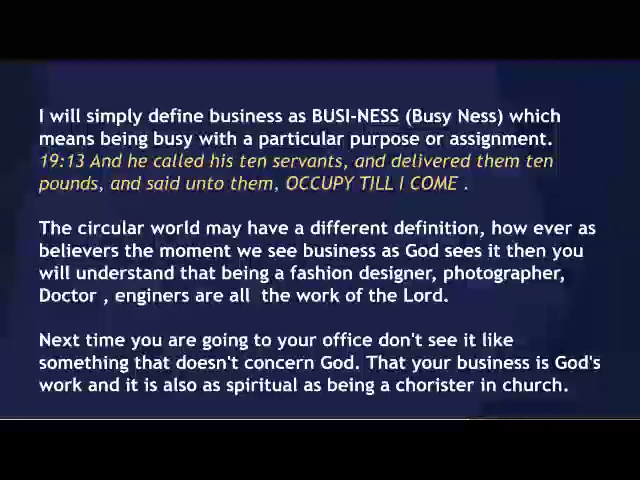 I will simply define business as BUSI-NESS (Busy Ness) which
means being busy with a particular purpose or assignment.
19:13 And he called his ten servants, and delivered them ten
pounds, and said unto them, OCCUPY TILL I COME .
The circular world may have a different definition, how ever as
believers the moment we see business as God sees it then you
will understand that being a fashion designer, photographer,
Doctor , enginers are all the work of the Lord.
Next time you are going to your office don't see it like
something that doesn't concern God. That your business is God's
work and it is also as spiritual as being a chorister in church.